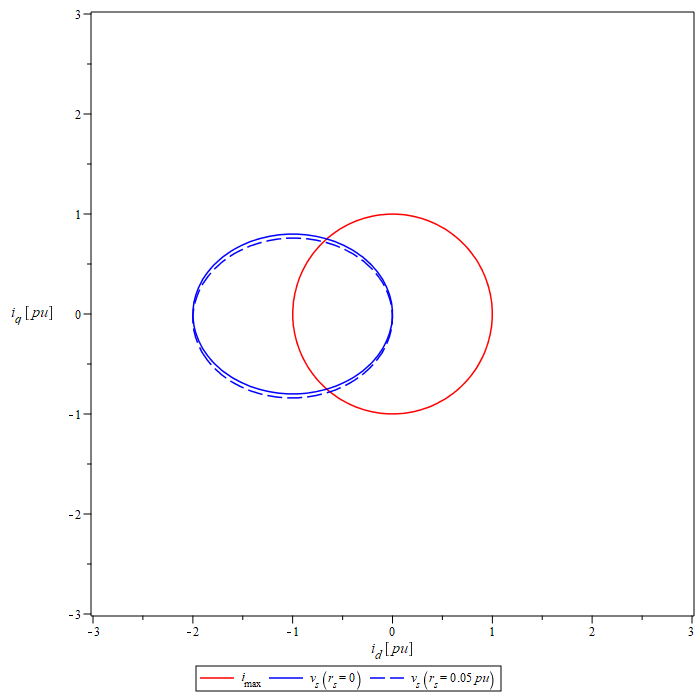 3
2
1
i_q [pu]
0
-1
-2
-3
-3 -2 -1 0 1 2 3
i_d [pu]
i_max v_s (r_s = 0) v_s (r_s = 0.05 pu)